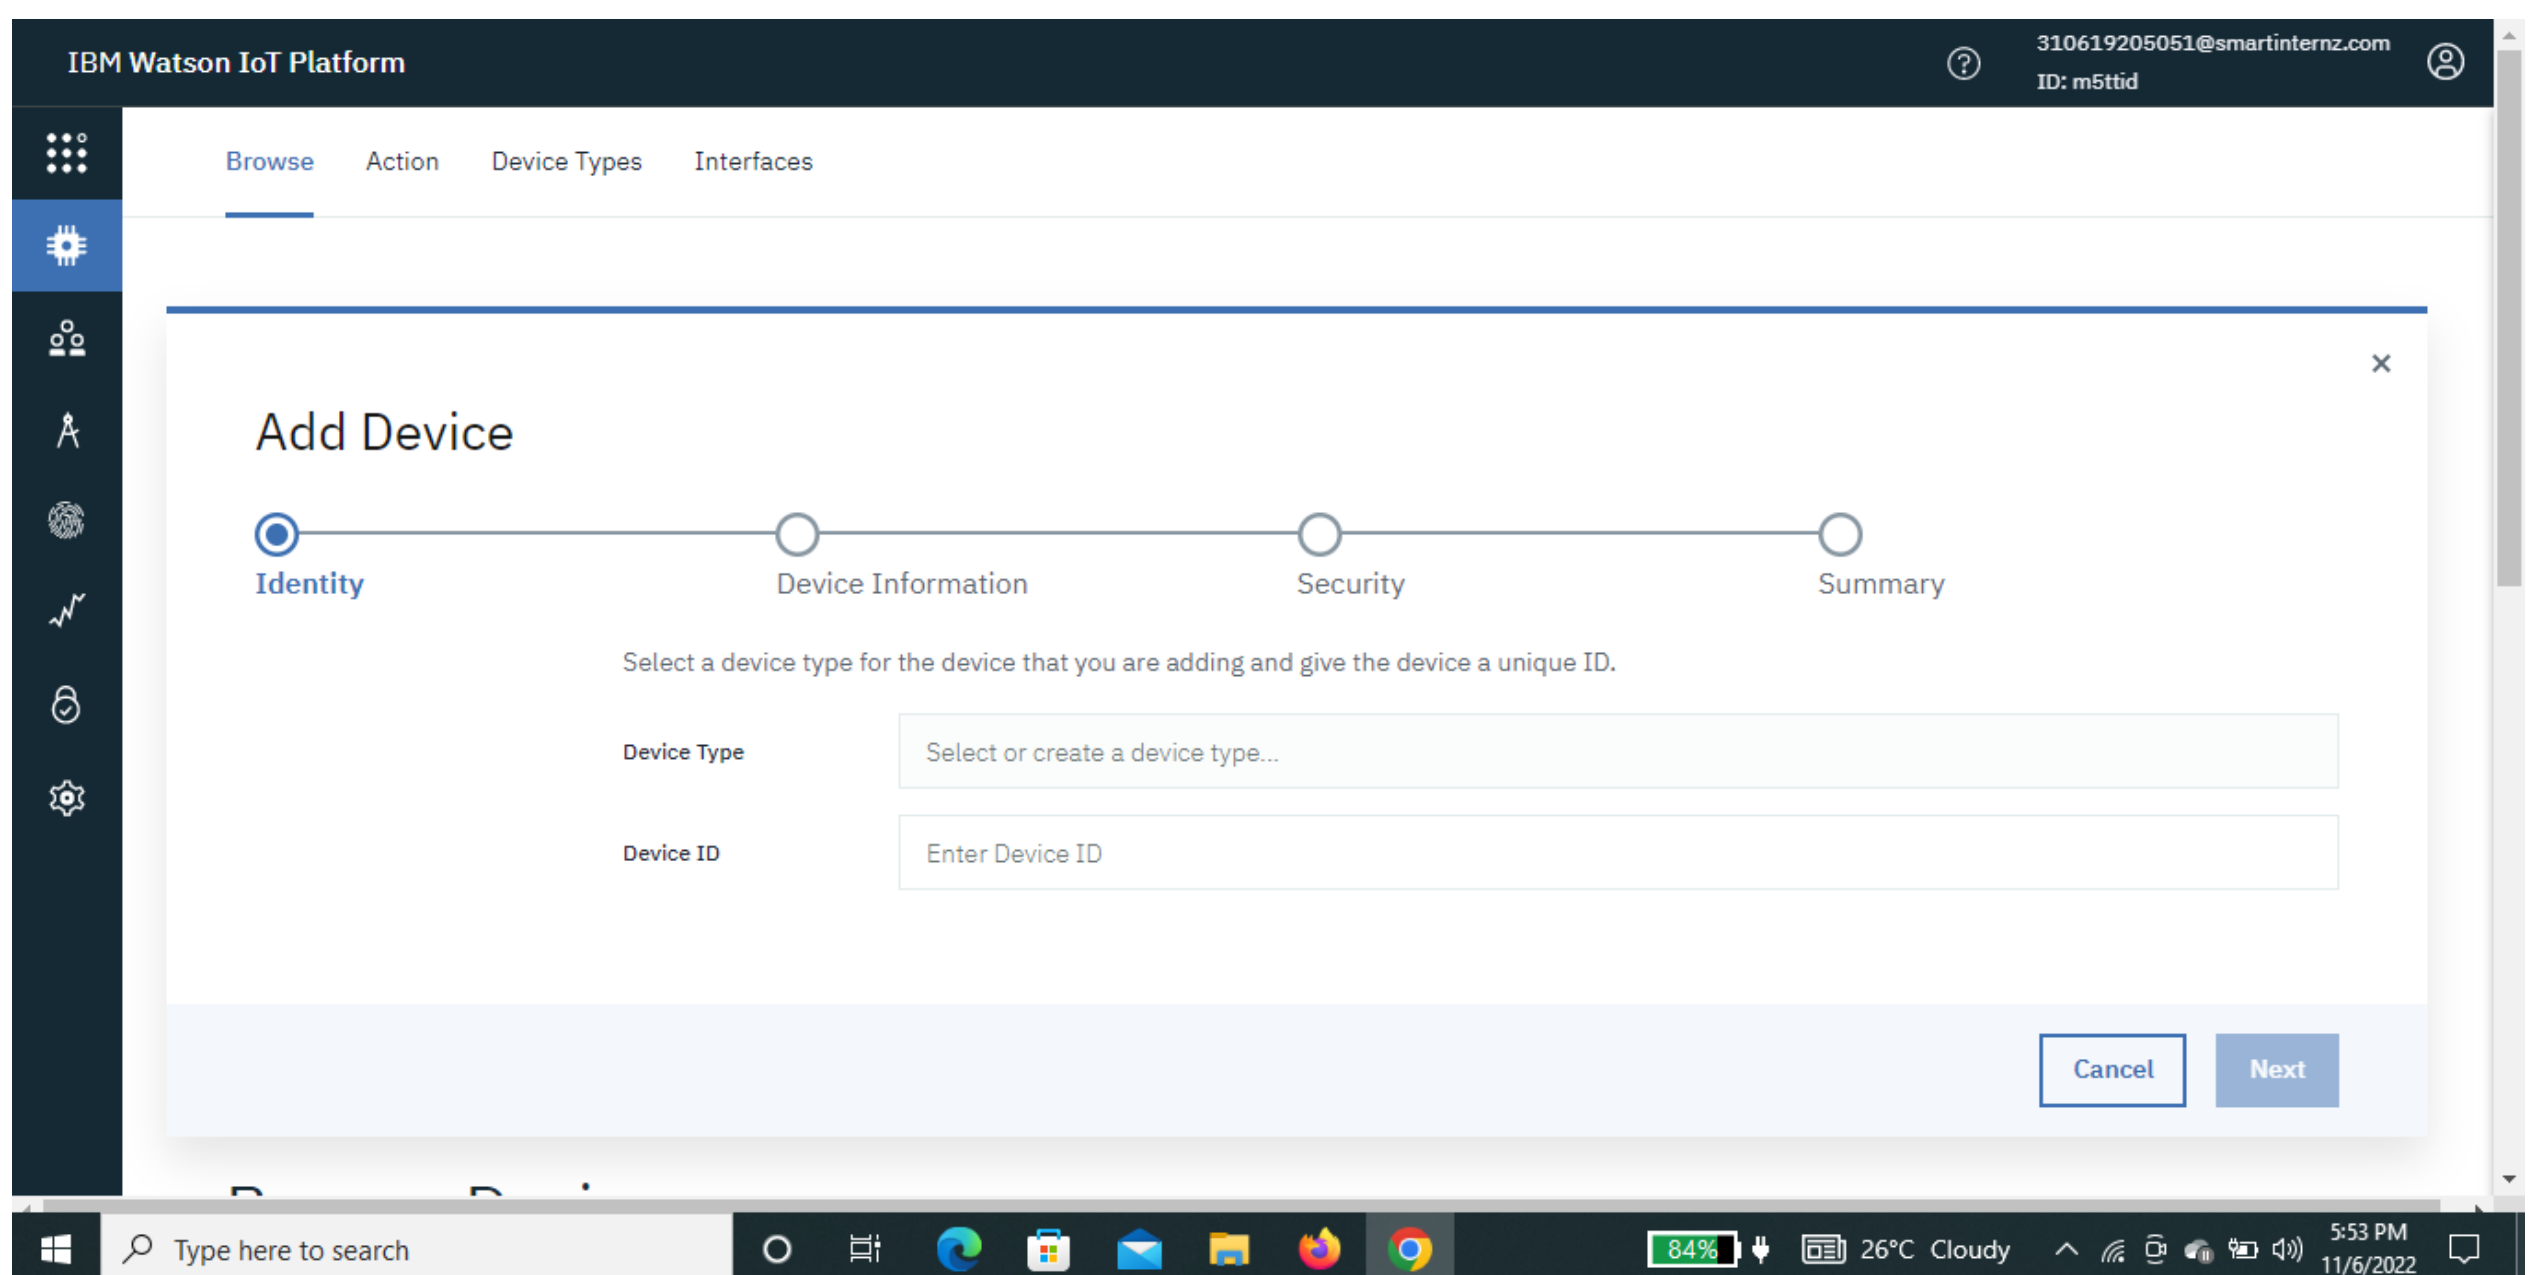 IBM Watson IoT Platform
310619205051@smartinternz.com
ID: m5ttid
Browse Action Device Types Interfaces
Add Device
Identity Device Information Security Summary
Select a device type for the device that you are adding and give the device a unique ID.
Device Type Select or create a device type...
Device ID Enter Device ID
Cancel Next
Type here to search
84% 26°C Cloudy
5:53 PM
11/6/2022